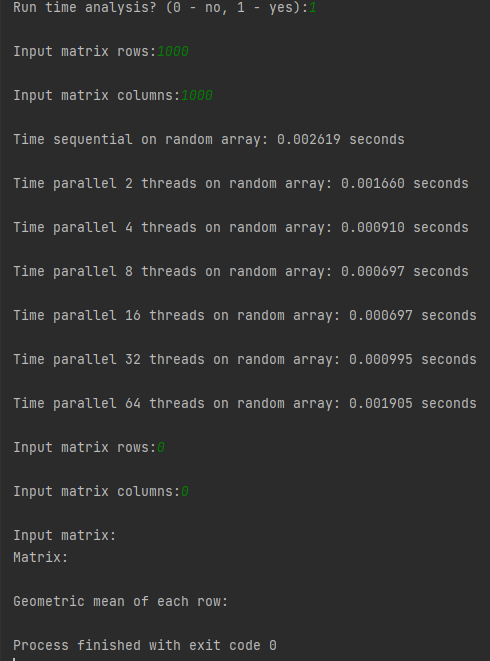 Run time analysis? (0 - no, 1 - yes):1
Input matrix rows:1000
Input matrix columns:1000
Time sequential on random array: 0.002619 seconds
Time parallel 2 threads on random array: 0.001660 seconds
Time parallel 4 threads on random array: 0.000910 seconds
Time parallel 8 threads on random array: 0.000697 seconds
Time parallel 16 threads on random array: 0.000697 seconds
Time parallel 32 threads on random array: 0.000995 seconds
Time parallel 64 threads on random array: 0.001905 seconds
Input matrix rows:0
Input matrix columns:0
Input matrix:
Matrix:
Geometric mean of each row:
Process finished with exit code 0